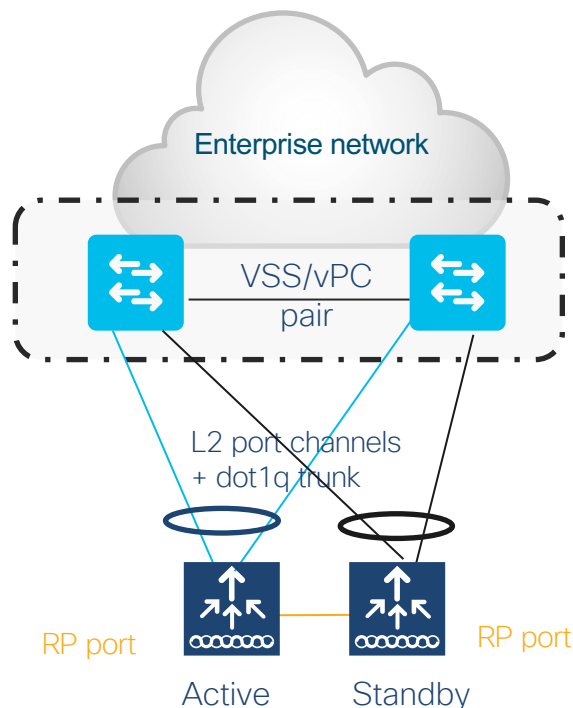 Enterprise network
VSS/vPC
pair
L2 port channels
+ dot1q trunk
RP port
RP port
Active
Standby